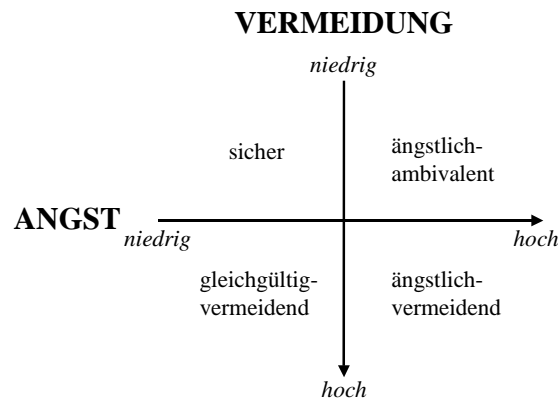 VERMEIDUNG
niedrig
sicher
ängstlich-
ambivalent
ANGST
niedrig
hoch
gleichgültig-
vermeidend
ängstlich-
vermeidend
hoch